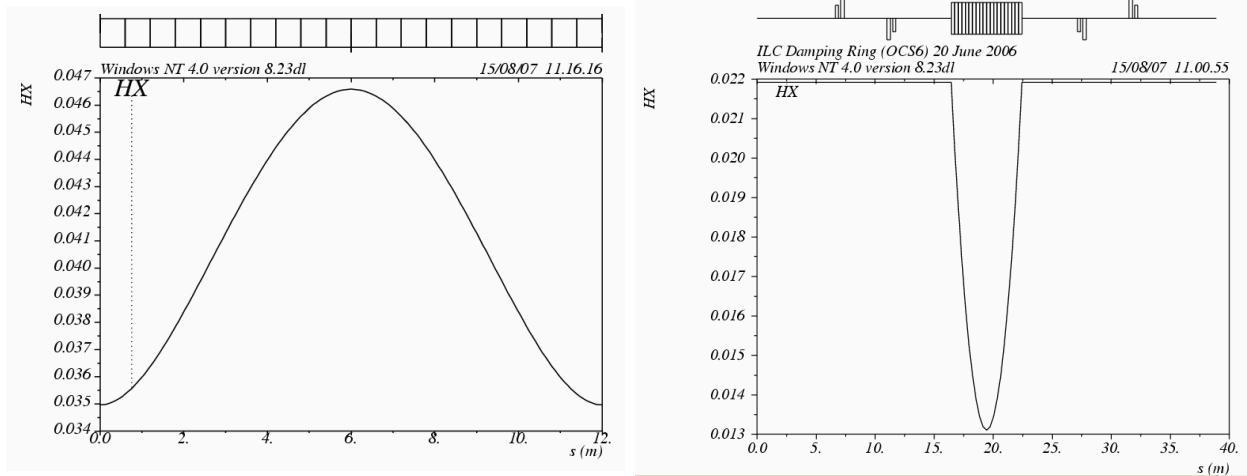 Windows NT 4.0 version 8.23dl 15/08/07 11.16.16
HX
HX
0.047
0.046
0.045
0.044
0.043
0.042
0.041
0.040
0.039
0.038
0.037
0.036
0.035
0.034
0.0 2. 4. 6. 8. 10. 12.
s (m)
ILC Damping Ring (OCS6) 20 June 2006
Windows NT 4.0 version 8.23dl 15/08/07 11.00.55
HX
HX
0.022
0.021
0.020
0.019
0.018
0.017
0.016
0.015
0.014
0.013
0.0 5. 10. 15. 20. 25. 30. 35. 40.
s (m)